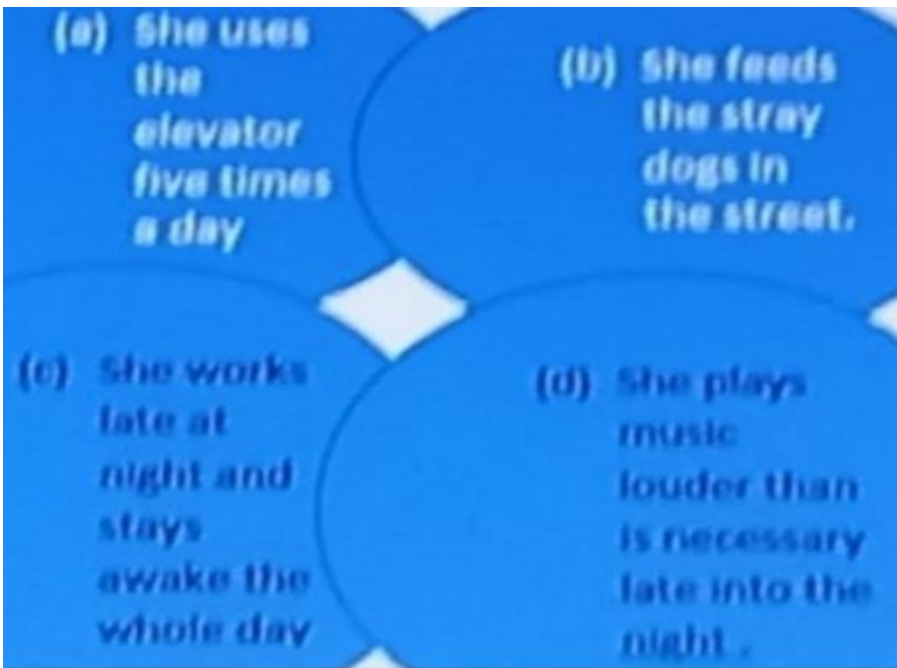 (a) She uses
the
elevator
five times
a day
(b) She feeds
the stray
dogs in
the street.
(c) She works
late at
night and
stays
awake the
whole day
(d) She plays
music
louder than
is necessary
late into the
night .